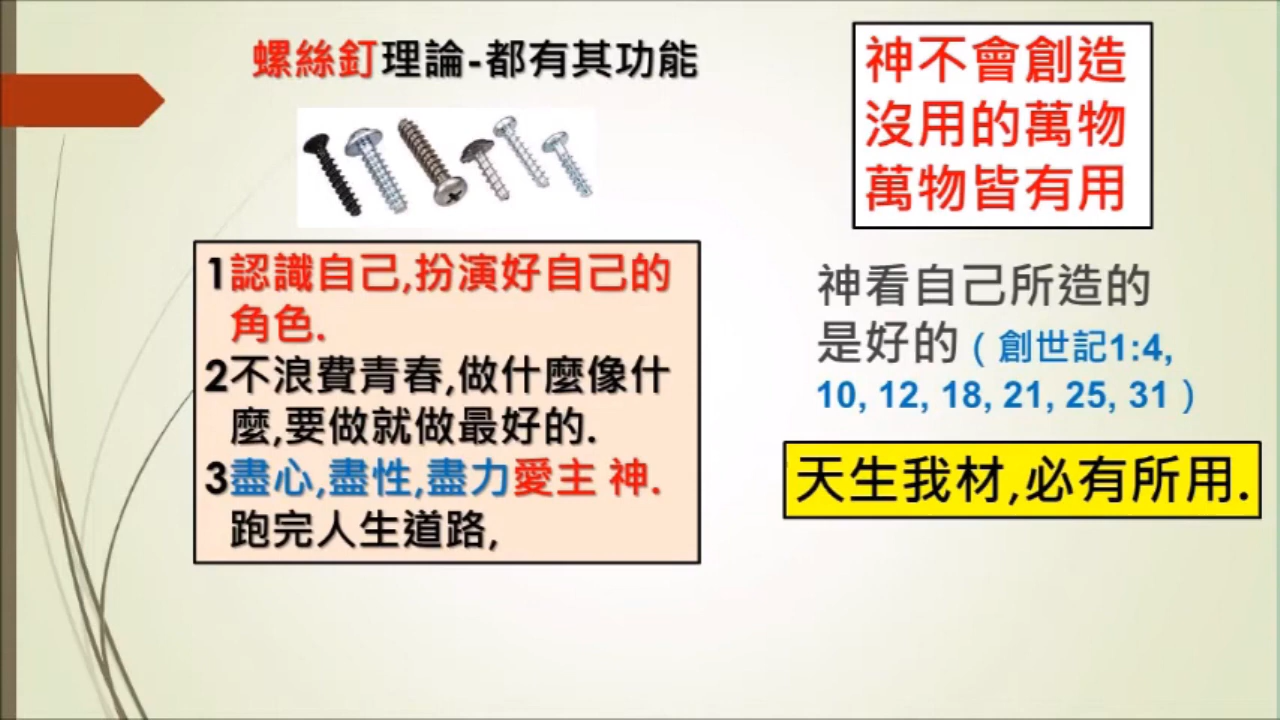 螺絲釘理論-都有其功能
1認識自己,扮演好自己的
角色.
2不浪費青春,做什麼像什
麼,要做就做最好的.
3盡心,盡性,盡力愛主 神.
跑完人生道路,
神不會創造
沒用的萬物
萬物皆有用
神看自己所造的
是好的（創世記1:4,
10, 12, 18, 21, 25, 31）
天生我材,必有所用.